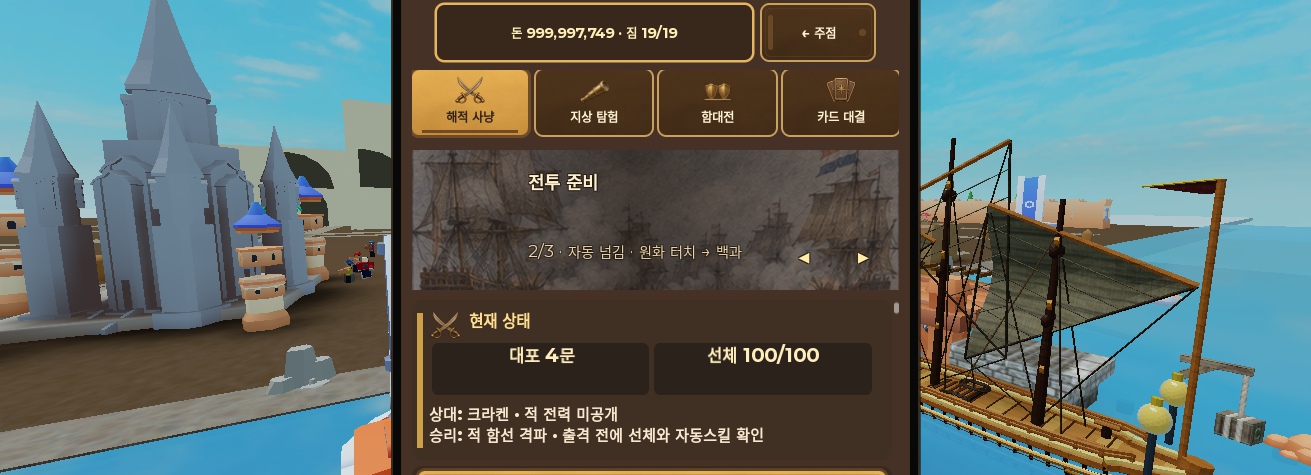 돈 999,997,749 · 짐 19/19
← 주점
해적 사냥
지상 탐험
함대전
카드 대결
전투 준비
2/3 · 자동 넘김 · 원화 터치 → 백과
◀ ▶
현재 상태
대포 4문
선체 100/100
상대: 크라켄 • 적 전력 미공개
승리: 적 함선 격파 • 출격 전에 선체와 자동스킬 확인